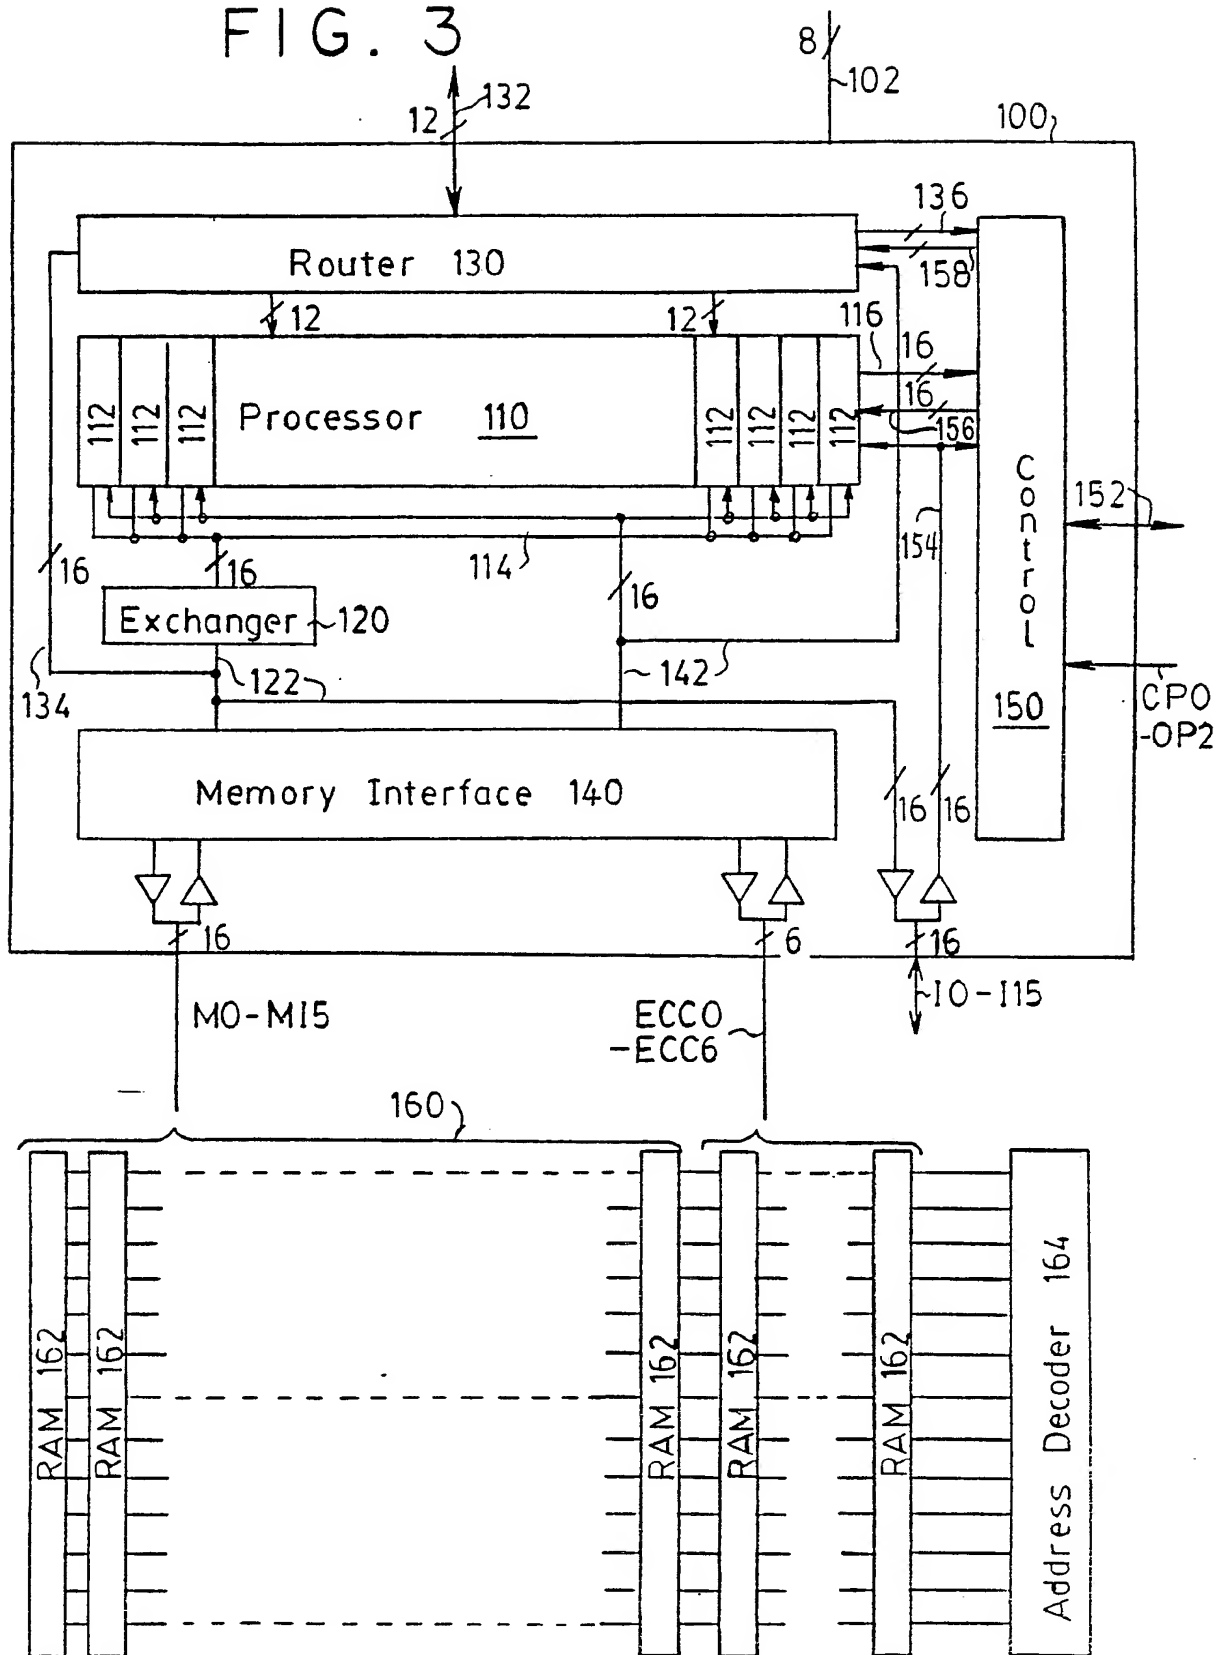 FIG. 3
8
102
132
12
100
136
Router 130
158
12
12
116
16
112
112
112
Processor 110
112
112
112
112
16
156
Control
150
152
154
114
16
16
16
Exchanger 120
134
122
142
CP0
-OP2
Memory Interface 140
16
16
16
6
16
M0-M15
ECC0
-ECC6
I0-I15
160
RAM 162
RAM 162
RAM 162
RAM 162
RAM 162
Address Decoder 164